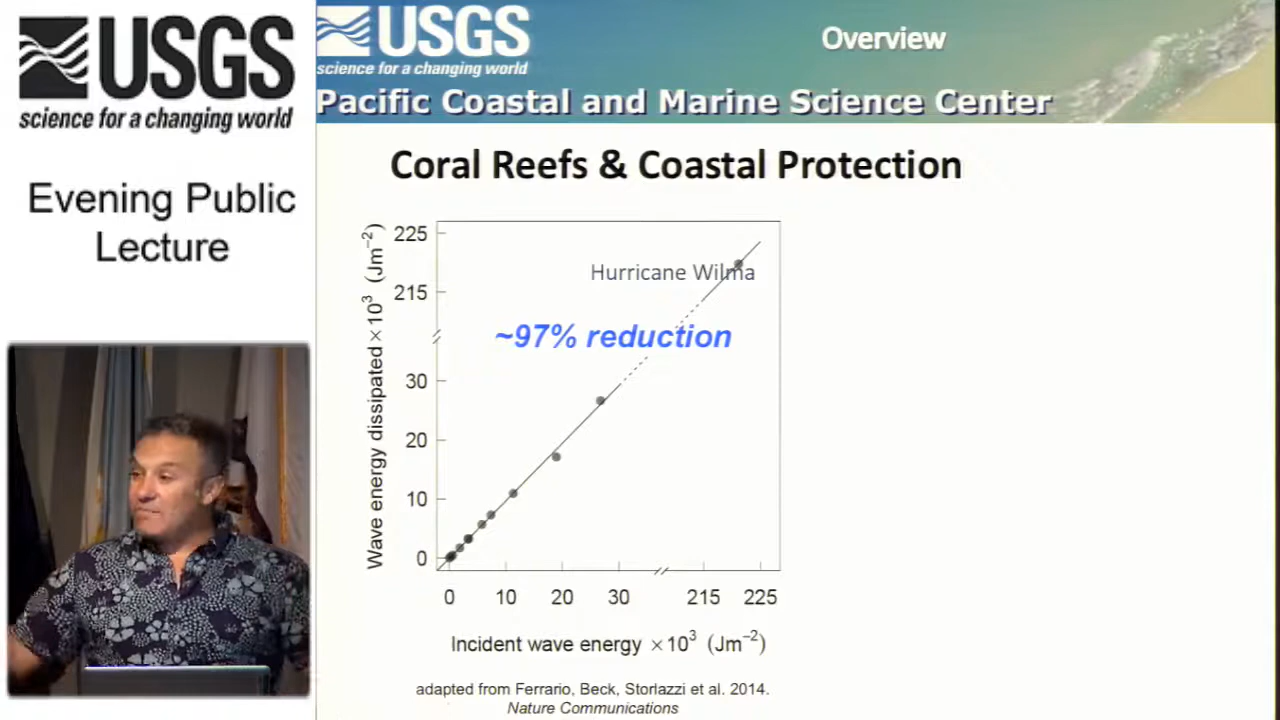 USGS
science for a changing world
Evening Public
Lecture
USGS
science for a changing world
Overview
Pacific Coastal and Marine Science Center
Coral Reefs & Coastal Protection
Wave energy dissipated ×10³ (Jm⁻²)
225
215
30
20
10
0
Hurricane Wilma
~97% reduction
0 10 20 30 215 225
Incident wave energy ×10³ (Jm⁻²)
adapted from Ferrario, Beck, Storlazzi et al. 2014.
Nature Communications